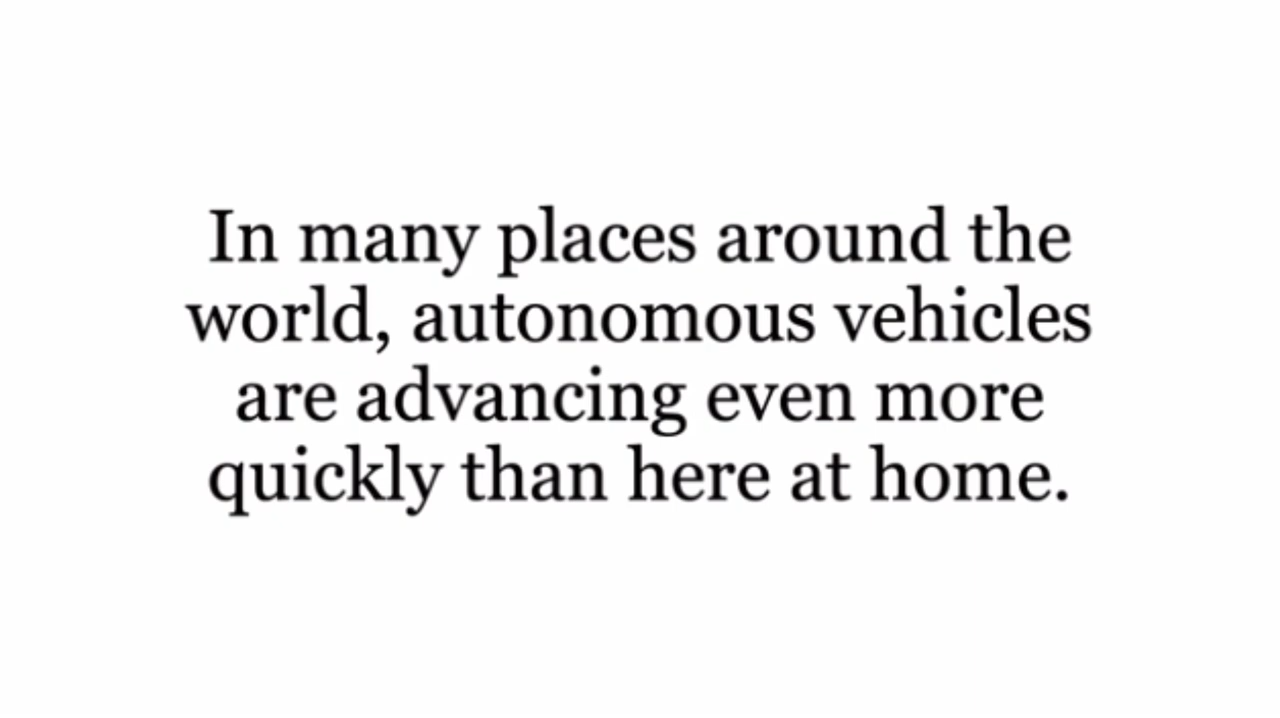 In many places around the
world, autonomous vehicles
are advancing even more
quickly than here at home.